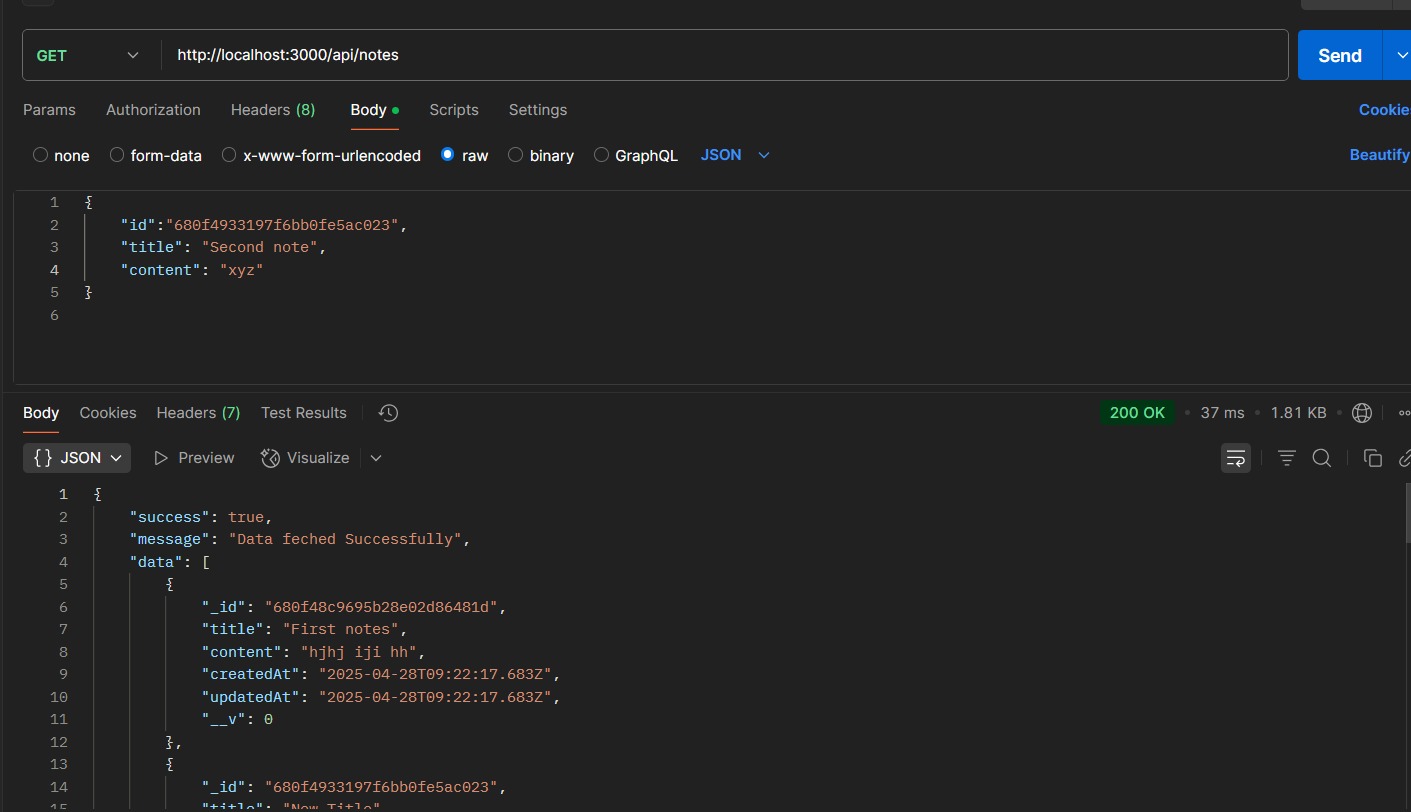 GET http://localhost:3000/api/notes Send
Params Authorization Headers (8) Body Scripts Settings Cookies
none form-data x-www-form-urlencoded raw binary GraphQL JSON Beautify
1 {
2 "id":"680f4933197f6bb0fe5ac023",
3 "title": "Second note",
4 "content": "xyz"
5 }
6
Body Cookies Headers (7) Test Results 200 OK • 37 ms • 1.81 KB •
{} JSON Preview Visualize
1 {
2 "success": true,
3 "message": "Data feched Successfully",
4 "data": [
5 {
6 "_id": "680f48c9695b28e02d86481d",
7 "title": "First notes",
8 "content": "hjhj iji hh",
9 "createdAt": "2025-04-28T09:22:17.683Z",
10 "updatedAt": "2025-04-28T09:22:17.683Z",
11 "__v": 0
12 },
13 {
14 "_id": "680f4933197f6bb0fe5ac023",
15 "title": "New Title"